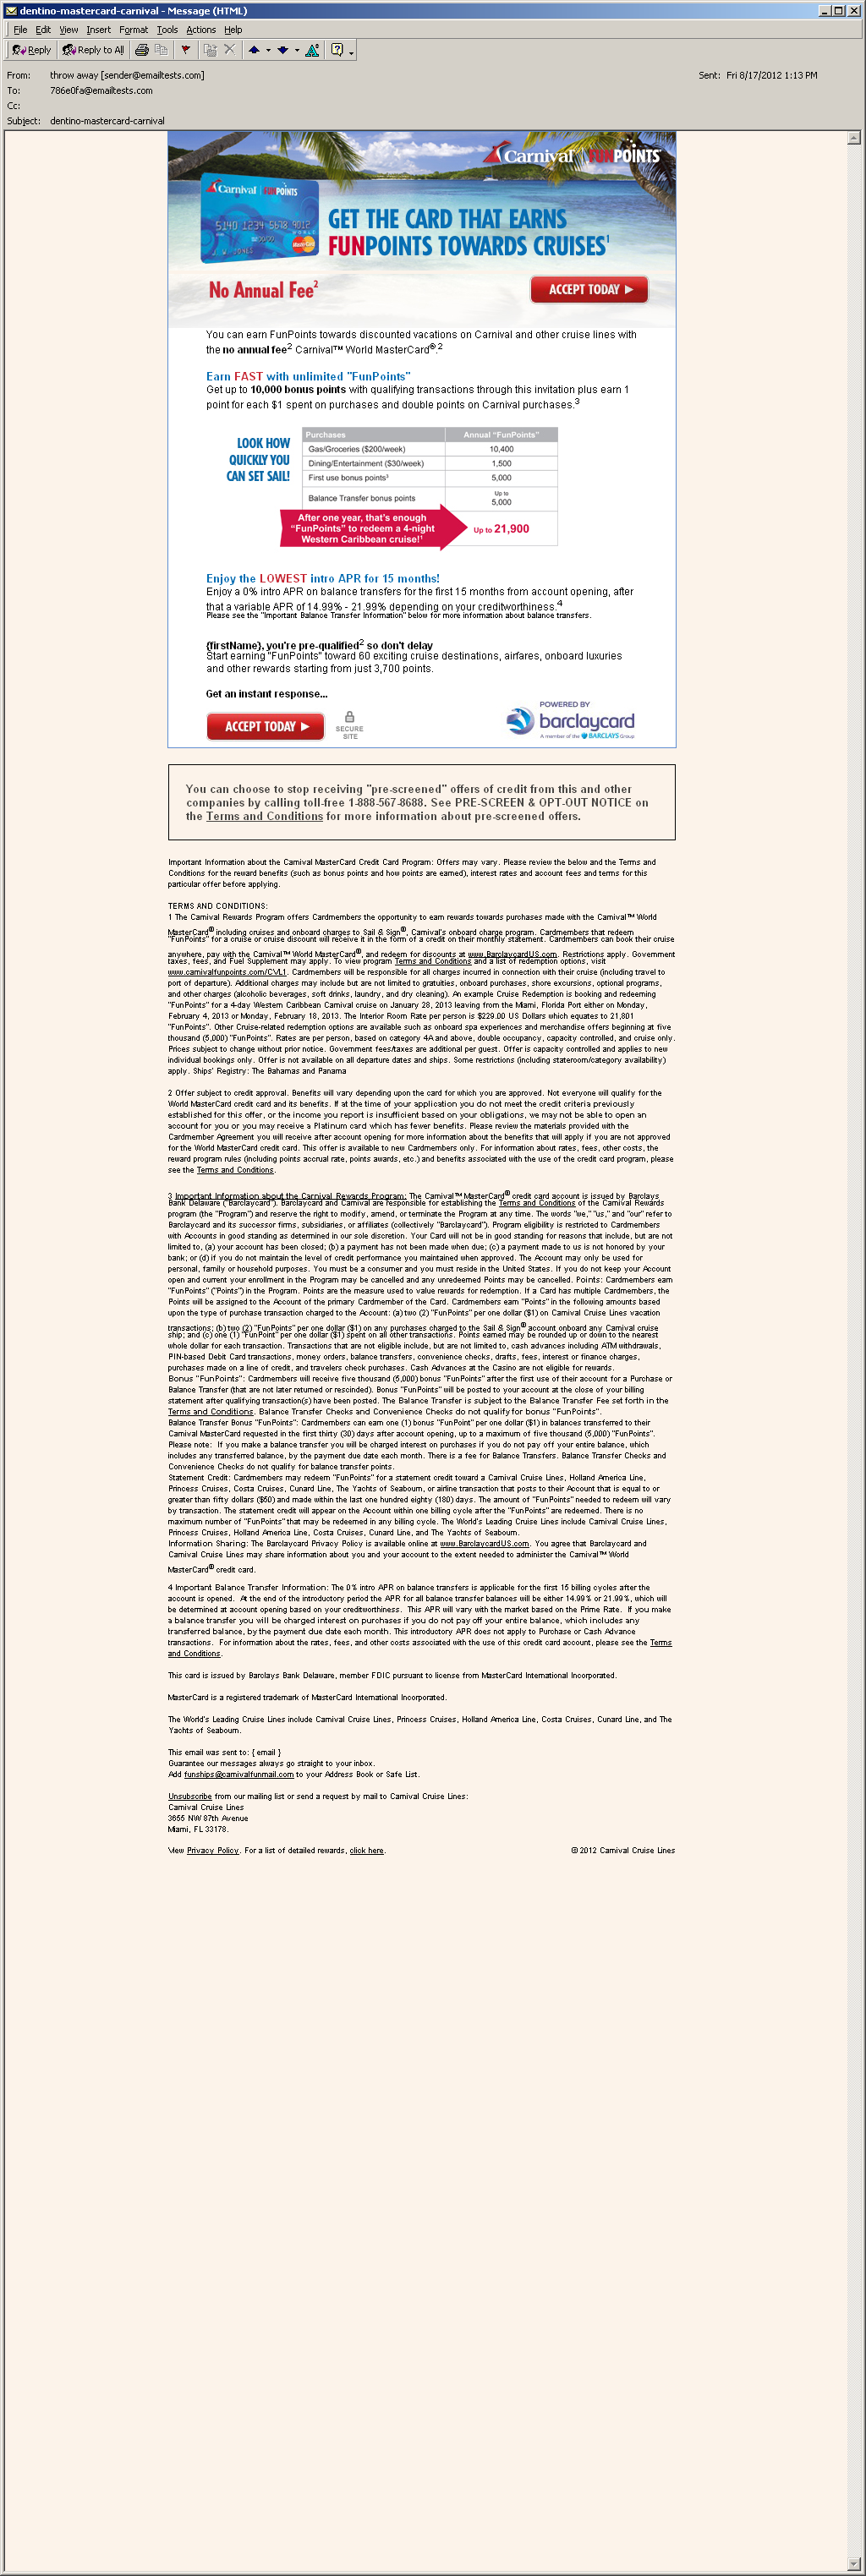 dentino-mastercard-carnival - Message (HTML)
File Edit View Insert Format Tools Actions Help
Reply Reply to All
From: throw away [sender@emailtests.com] Sent: Fri 8/17/2012 1:13 PM
To: 786e0fa@emailtests.com
Cc:
Subject: dentino-mastercard-carnival
Carnival FUNPOINTS
Carnival FUNPOINTS
5140 1234 5678 9012
MasterCard
GET THE CARD THAT EARNS
FUNPOINTS TOWARDS CRUISES1
No Annual Fee2
ACCEPT TODAY
You can earn FunPoints towards discounted vacations on Carnival and other cruise lines with
the no annual fee2 Carnival™ World MasterCard®.2
Earn FAST with unlimited "FunPoints"
Get up to 10,000 bonus points with qualifying transactions through this invitation plus earn 1
point for each $1 spent on purchases and double points on Carnival purchases.3
LOOK HOW
QUICKLY YOU
CAN SET SAIL!
Purchases Annual "FunPoints"
Gas/Groceries ($200/week) 10,400
Dining/Entertainment ($30/week) 1,500
First use bonus points3 5,000
Balance Transfer bonus points Up to 5,000
After one year, that's enough
"FunPoints" to redeem a 4-night
Western Caribbean cruise!1
Up to 21,900
Enjoy the LOWEST intro APR for 15 months!
Enjoy a 0% intro APR on balance transfers for the first 15 months from account opening, after
that a variable APR of 14.99% - 21.99% depending on your creditworthiness.4
Please see the "Important Balance Transfer Information" below for more information about balance transfers.
{firstName}, you're pre-qualified2 so don't delay
Start earning "FunPoints" toward 60 exciting cruise destinations, airfares, onboard luxuries
and other rewards starting from just 3,700 points.
Get an instant response...
ACCEPT TODAY
SECURE
SITE
POWERED BY
barclaycard
A member of the BARCLAYS Group
You can choose to stop receiving "pre-screened" offers of credit from this and other
companies by calling toll-free 1-888-567-8688. See PRE-SCREEN & OPT-OUT NOTICE on
the Terms and Conditions for more information about pre-screened offers.
Important Information about the Carnival MasterCard Credit Card Program: Offers may vary. Please review the below and the Terms and
Conditions for the reward benefits (such as bonus points and how points are earned), interest rates and account fees and terms for this
particular offer before applying.
TERMS AND CONDITIONS:
1 The Carnival Rewards Program offers Cardmembers the opportunity to earn rewards towards purchases made with the Carnival™ World
MasterCard® including cruises and onboard charges to Sail & Sign®, Carnival's onboard charge program. Cardmembers that redeem
"FunPoints" for a cruise or cruise discount will receive it in the form of a credit on their monthly statement. Cardmembers can book their cruise
anywhere, pay with the Carnival™ World MasterCard®, and redeem for discounts at www.BarclaycardUS.com. Restrictions apply. Government
taxes, fees, and Fuel Supplement may apply. To view program Terms and Conditions and a list of redemption options, visit
www.carnivalfunpoints.com/CVL1. Cardmembers will be responsible for all charges incurred in connection with their (including travel to
port of departure). Additional charges may include but are not limited to gratuities, onboard purchases, shore excursions, optional programs,
and other charges (alcoholic beverages, soft drinks, laundry, and dry cleaning). An example Cruise Redemption is booking and redeeming
"FunPoints" for a 4-day Western Caribbean Carnival cruise on January 28, 2013 leaving from the Miami, Florida Port either on Monday,
February 4, 2013 or Monday, February 18, 2013. The Interior Room Rate per person is $229.00 US Dollars which equates to 21,801
"FunPoints". Other Cruise-related redemption options are available such as onboard spa experiences and merchandise offers beginning at five
thousand (5,000) "FunPoints". Rates are per person, based on category 4A and above, double occupancy, capacity controlled, and cruise only.
Prices subject to change without prior notice. Government fees/taxes are additional per guest. Offer is capacity controlled and applies to new
individual bookings only. Offer is not available on all departure dates and ships. Some restrictions (including stateroom/category availability)
apply. Ships' Registry: The Bahamas and Panama
2 Offer subject to credit approval. Benefits will vary depending upon the card for which you are approved. Not everyone will qualify for the
World MasterCard credit card and its benefits. If at the time of your application you do not meet the credit criteria previously
established for this offer, or the income you report is insufficient based on your obligations, we may not be able to open an
account for you or you may receive a Platinum card which has fewer benefits. Please review the materials provided with the
Cardmember Agreement you will receive after account opening for more information about the benefits that will apply if you are not approved
for the World MasterCard credit card. This offer is available to new Cardmembers only. For information about rates, fees, other costs, the
reward program rules (including points accrual rate, points awards, etc.) and benefits associated with the use of the credit card program, please
see the Terms and Conditions.
3 Important Information about the Carnival Rewards Program: The Carnival™ MasterCard® credit card account is issued by Barclays
Bank Delaware ("Barclaycard"). Barclaycard and Carnival are responsible for establishing the Terms and Conditions of the Carnival Rewards
program (the "Program") and reserve the right to modify, amend, or terminate the Program at any time. The words "we," "us," and "our" refer to
Barclaycard and its successor firms, subsidiaries, or affiliates (collectively "Barclaycard"). Program eligibility is restricted to Cardmembers
with Accounts in good standing as determined in our sole discretion. Your Card will not be in good standing for reasons that include, but are not
limited to, (a) your account has been closed; (b) a payment has not been made when due; (c) a payment made to us is not honored by your
bank; or (d) if you do not maintain the level of credit performance you maintained when approved. The Account may only be used for
personal, family or household purposes. You must be a consumer and you must reside in the United States. If you do not keep your Account
open and current your enrollment in the Program may be cancelled and any unredeemed Points may be cancelled. Points: Cardmembers earn
"FunPoints" ("Points") in the Program. Points are the measure used to value rewards for redemption. If a Card has multiple Cardmembers, the
Points will be assigned to the Account of the primary Cardmember of the Card. Cardmembers earn "Points" in the following amounts based
upon the type of purchase transaction charged to the Account: (a) two (2) "FunPoints" per one dollar ($1) on Carnival Cruise Lines vacation
transactions; (b) two (2) "FunPoints" per one dollar ($1) on any purchases charged to the Sail & Sign® account onboard any Carnival cruise
ship; and (c) one (1) "FunPoint" per one dollar ($1) spent on all other transactions. Points earned may be rounded up or down to the nearest
whole dollar for each transaction. Transactions that are not eligible include, but are not limited to, cash advances including ATM withdrawals,
PIN-based Debit Card transactions, money orders, balance transfers, convenience checks, drafts, fees, interest or finance charges,
purchases made on a line of credit, and travelers check purchases. Cash Advances at the Casino are not eligible for rewards.
Bonus "FunPoints": Cardmembers will receive five thousand (5,000) bonus "FunPoints" after the first use of their account for a Purchase or
Balance Transfer (that are not later returned or rescinded). Bonus "FunPoints" will be posted to your account at the close of your billing
statement after qualifying transaction(s) have been posted. The Balance Transfer is subject to the Balance Transfer Fee set forth in the
Terms and Conditions. Balance Transfer Checks and Convenience Checks do not qualify for bonus "FunPoints".
Balance Transfer Bonus "FunPoints": Cardmembers can earn one (1) bonus "FunPoint" per one dollar ($1) in balances transferred to their
Carnival MasterCard requested in the first thirty (30) days after account opening, up to a maximum of five thousand (5,000) "FunPoints".
Please note: If you make a balance transfer you will be charged interest on purchases if you do not pay off your entire balance, which
includes any transferred balance, by the payment due date each month. There is a fee for Balance Transfers. Balance Transfer Checks and
Convenience Checks do not qualify for balance transfer points.
Statement Credit: Cardmembers may redeem "FunPoints" for a statement credit toward a Carnival Cruise Lines, Holland America Line,
Princess Cruises, Costa Cruises, Cunard Line, The Yachts of Seabourn, or airline transaction that posts to their Account that is equal to or
greater than fifty dollars ($50) and made within the last one hundred eighty (180) days. The amount of "FunPoints" needed to redeem will vary
by transaction. The statement credit will appear on the Account within one billing cycle after the "FunPoints" are redeemed. There is no
maximum number of "FunPoints" that may be redeemed in any billing cycle. The World's Leading Cruise Lines include Carnival Cruise Lines,
Princess Cruises, Holland America Line, Costa Cruises, Cunard Line, and The Yachts of Seabourn.
Information Sharing: The Barclaycard Privacy Policy is available online at www.BarclaycardUS.com. You agree that Barclaycard and
Carnival Cruise Lines may share information about you and your account to the extent needed to administer the Carnival™ World
MasterCard® credit card.
4 Important Balance Transfer Information: The 0% intro APR on balance transfers is applicable for the first 15 billing cycles after the
account is opened. At the end of the introductory period the APR for all balance transfer balances will be either 14.99% or 21.99%, which will
be determined at account opening based on your creditworthiness. This APR will vary with the market based on the Prime Rate. If you make
a balance transfer you will be charged interest on purchases if you do not pay off your entire balance, which includes any
transferred balance, by the payment due date each month. This introductory APR does not apply to Purchase or Cash Advance
transactions. For information about the rates, fees, and other costs associated with the use of this credit card account, please see the Terms
and Conditions.
This card is issued by Barclays Bank Delaware, member FDIC pursuant to license from MasterCard International Incorporated.
MasterCard is a registered trademark of MasterCard International Incorporated.
The World's Leading Cruise Lines include Carnival Cruise Lines, Princess Cruises, Holland America Line, Costa Cruises, Cunard Line, and The
Yachts of Seabourn.
This email was sent to: { email }
Guarantee our messages always go straight to your inbox.
Add funships@carnivalfunmail.com to your Address Book or Safe List.
Unsubscribe from our mailing list or send a request by mail to Carnival Cruise Lines:
Carnival Cruise Lines
3655 NW 87th Avenue
Miami, FL 33178.
View Privacy Policy. For a list of detailed rewards, click here. © 2012 Carnival Cruise Lines